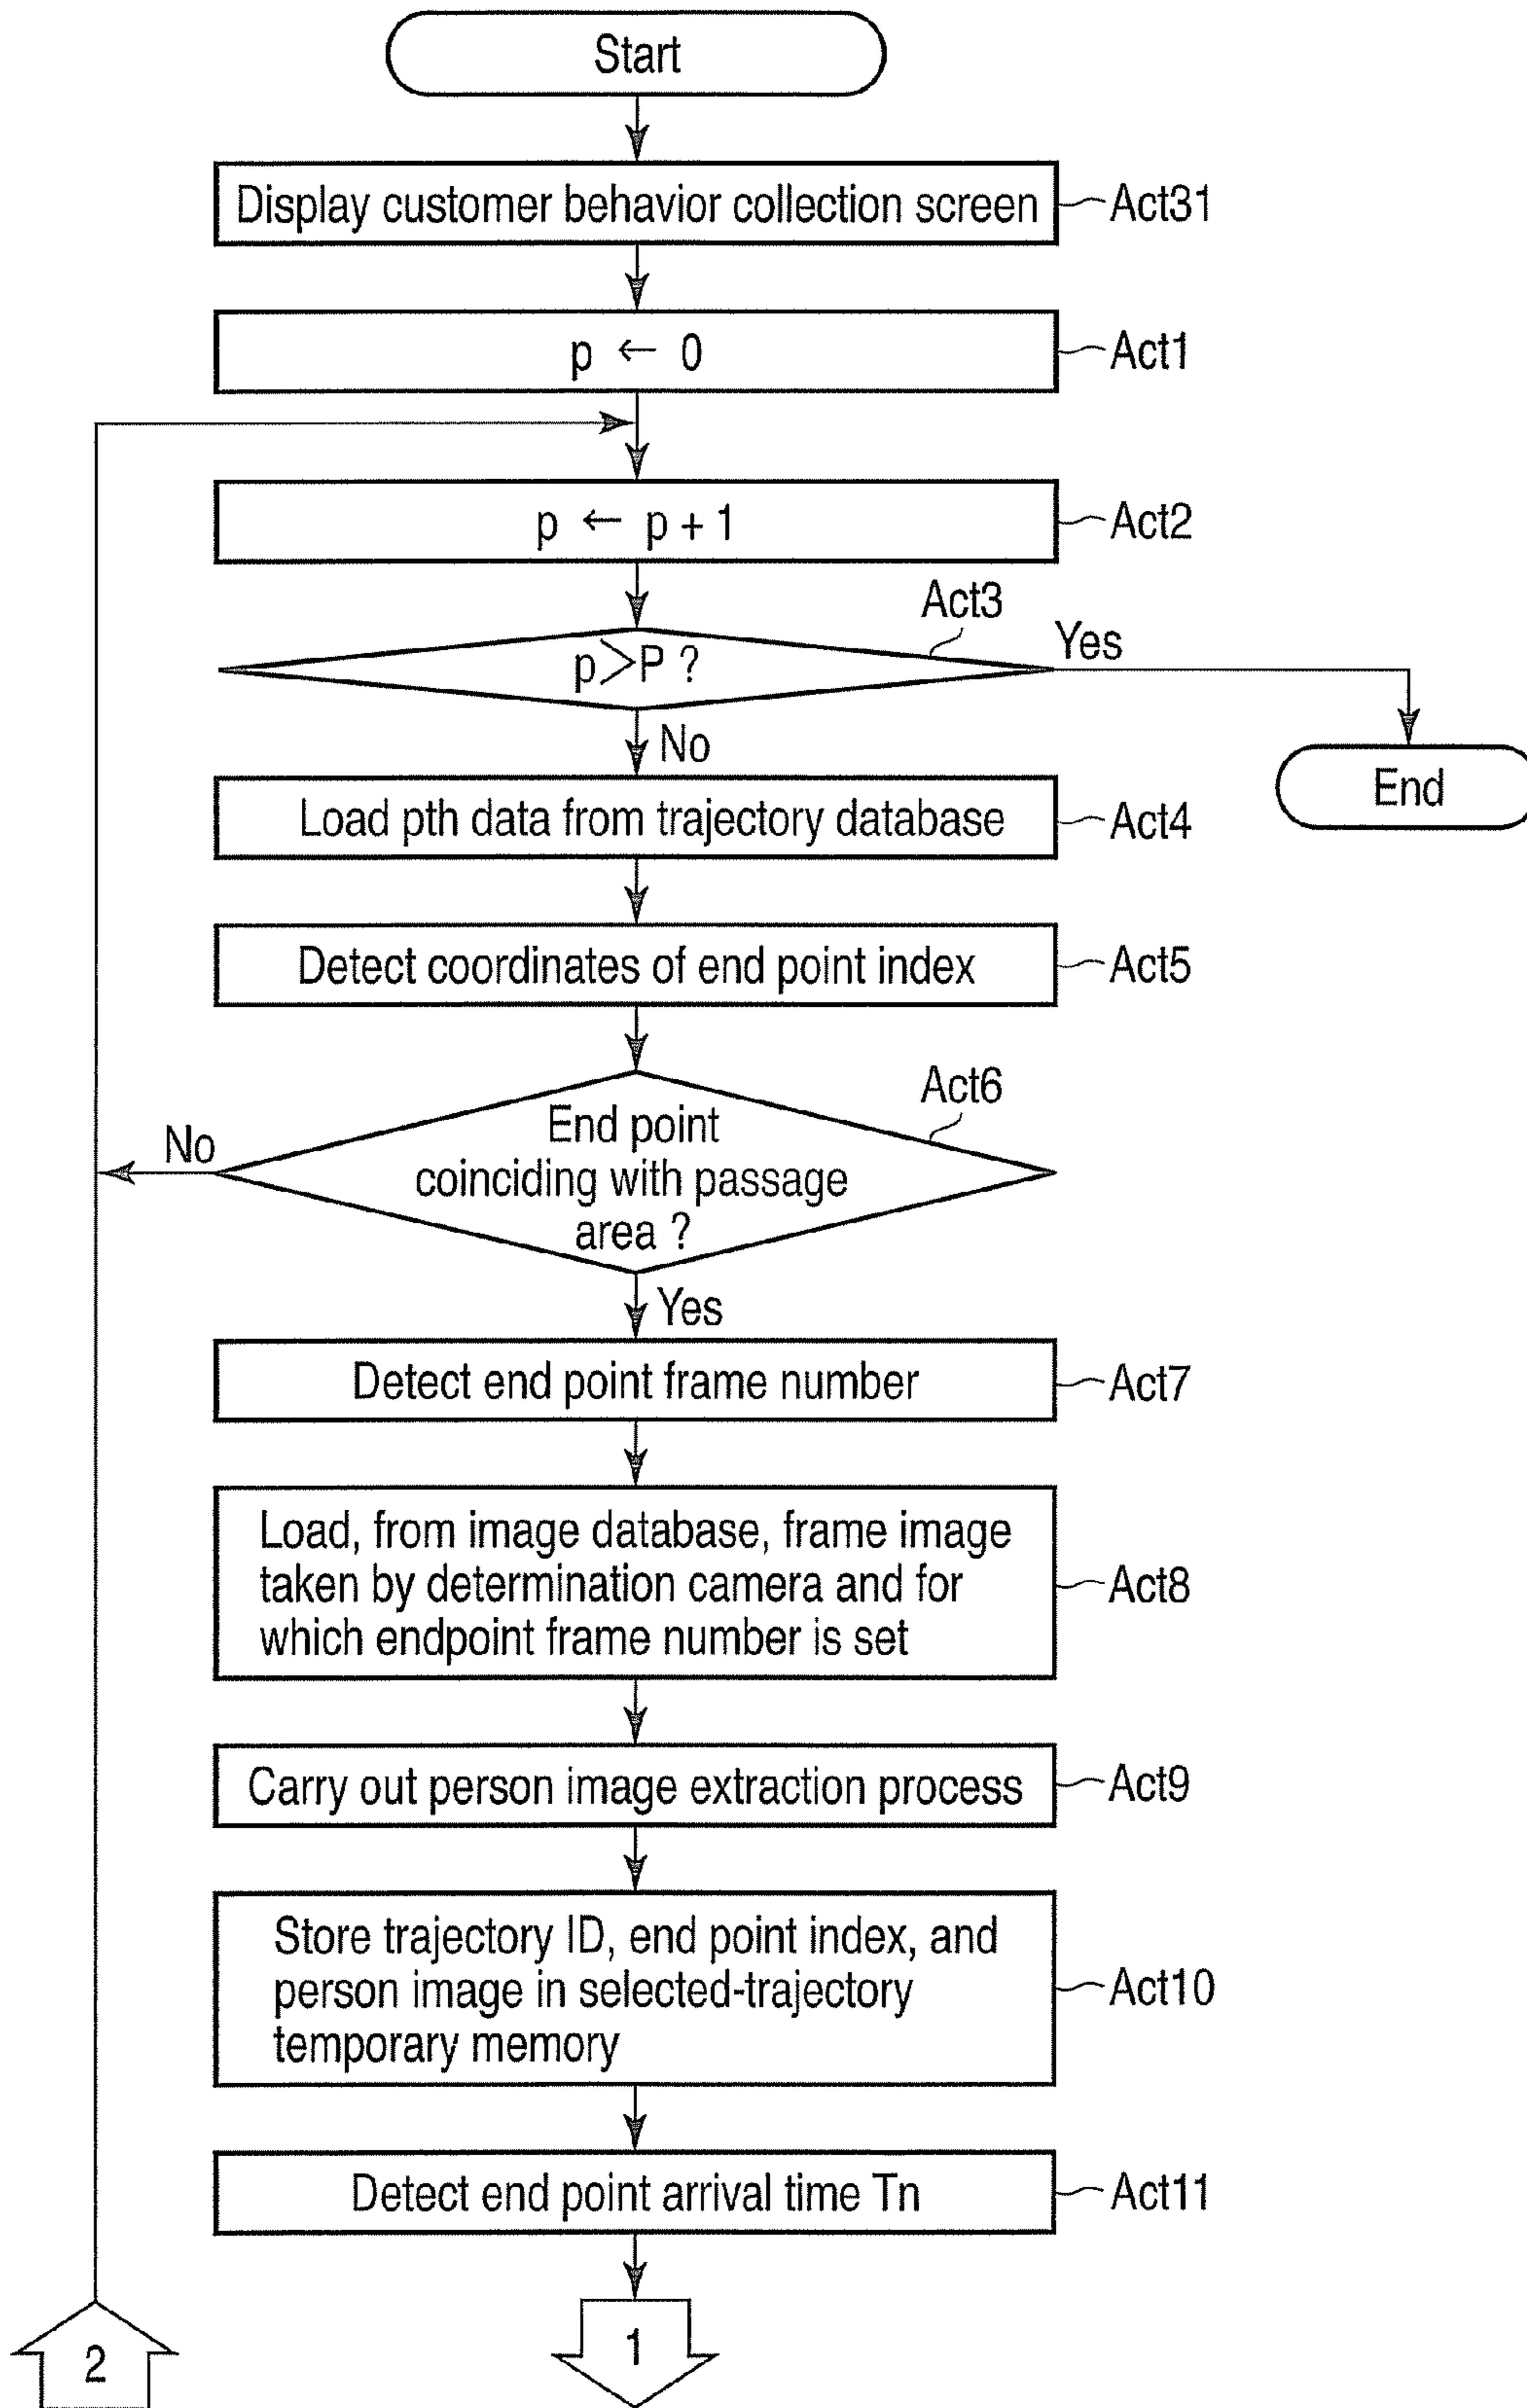 Start
Display customer behavior collection screen
Act31
p ← 0
Act1
p ← p + 1
Act2
Act3
p>P ?
Yes
No
End
Load pth data from trajectory database
Act4
Detect coordinates of end point index
Act5
Act6
End point
coinciding with passage
area ?
No
Yes
Detect end point frame number
Act7
Load, from image database, frame image
taken by determination camera and for
which endpoint frame number is set
Act8
Carry out person image extraction process
Act9
Store trajectory ID, end point index, and
person image in selected-trajectory
temporary memory
Act10
Detect end point arrival time Tn
Act11
2
1